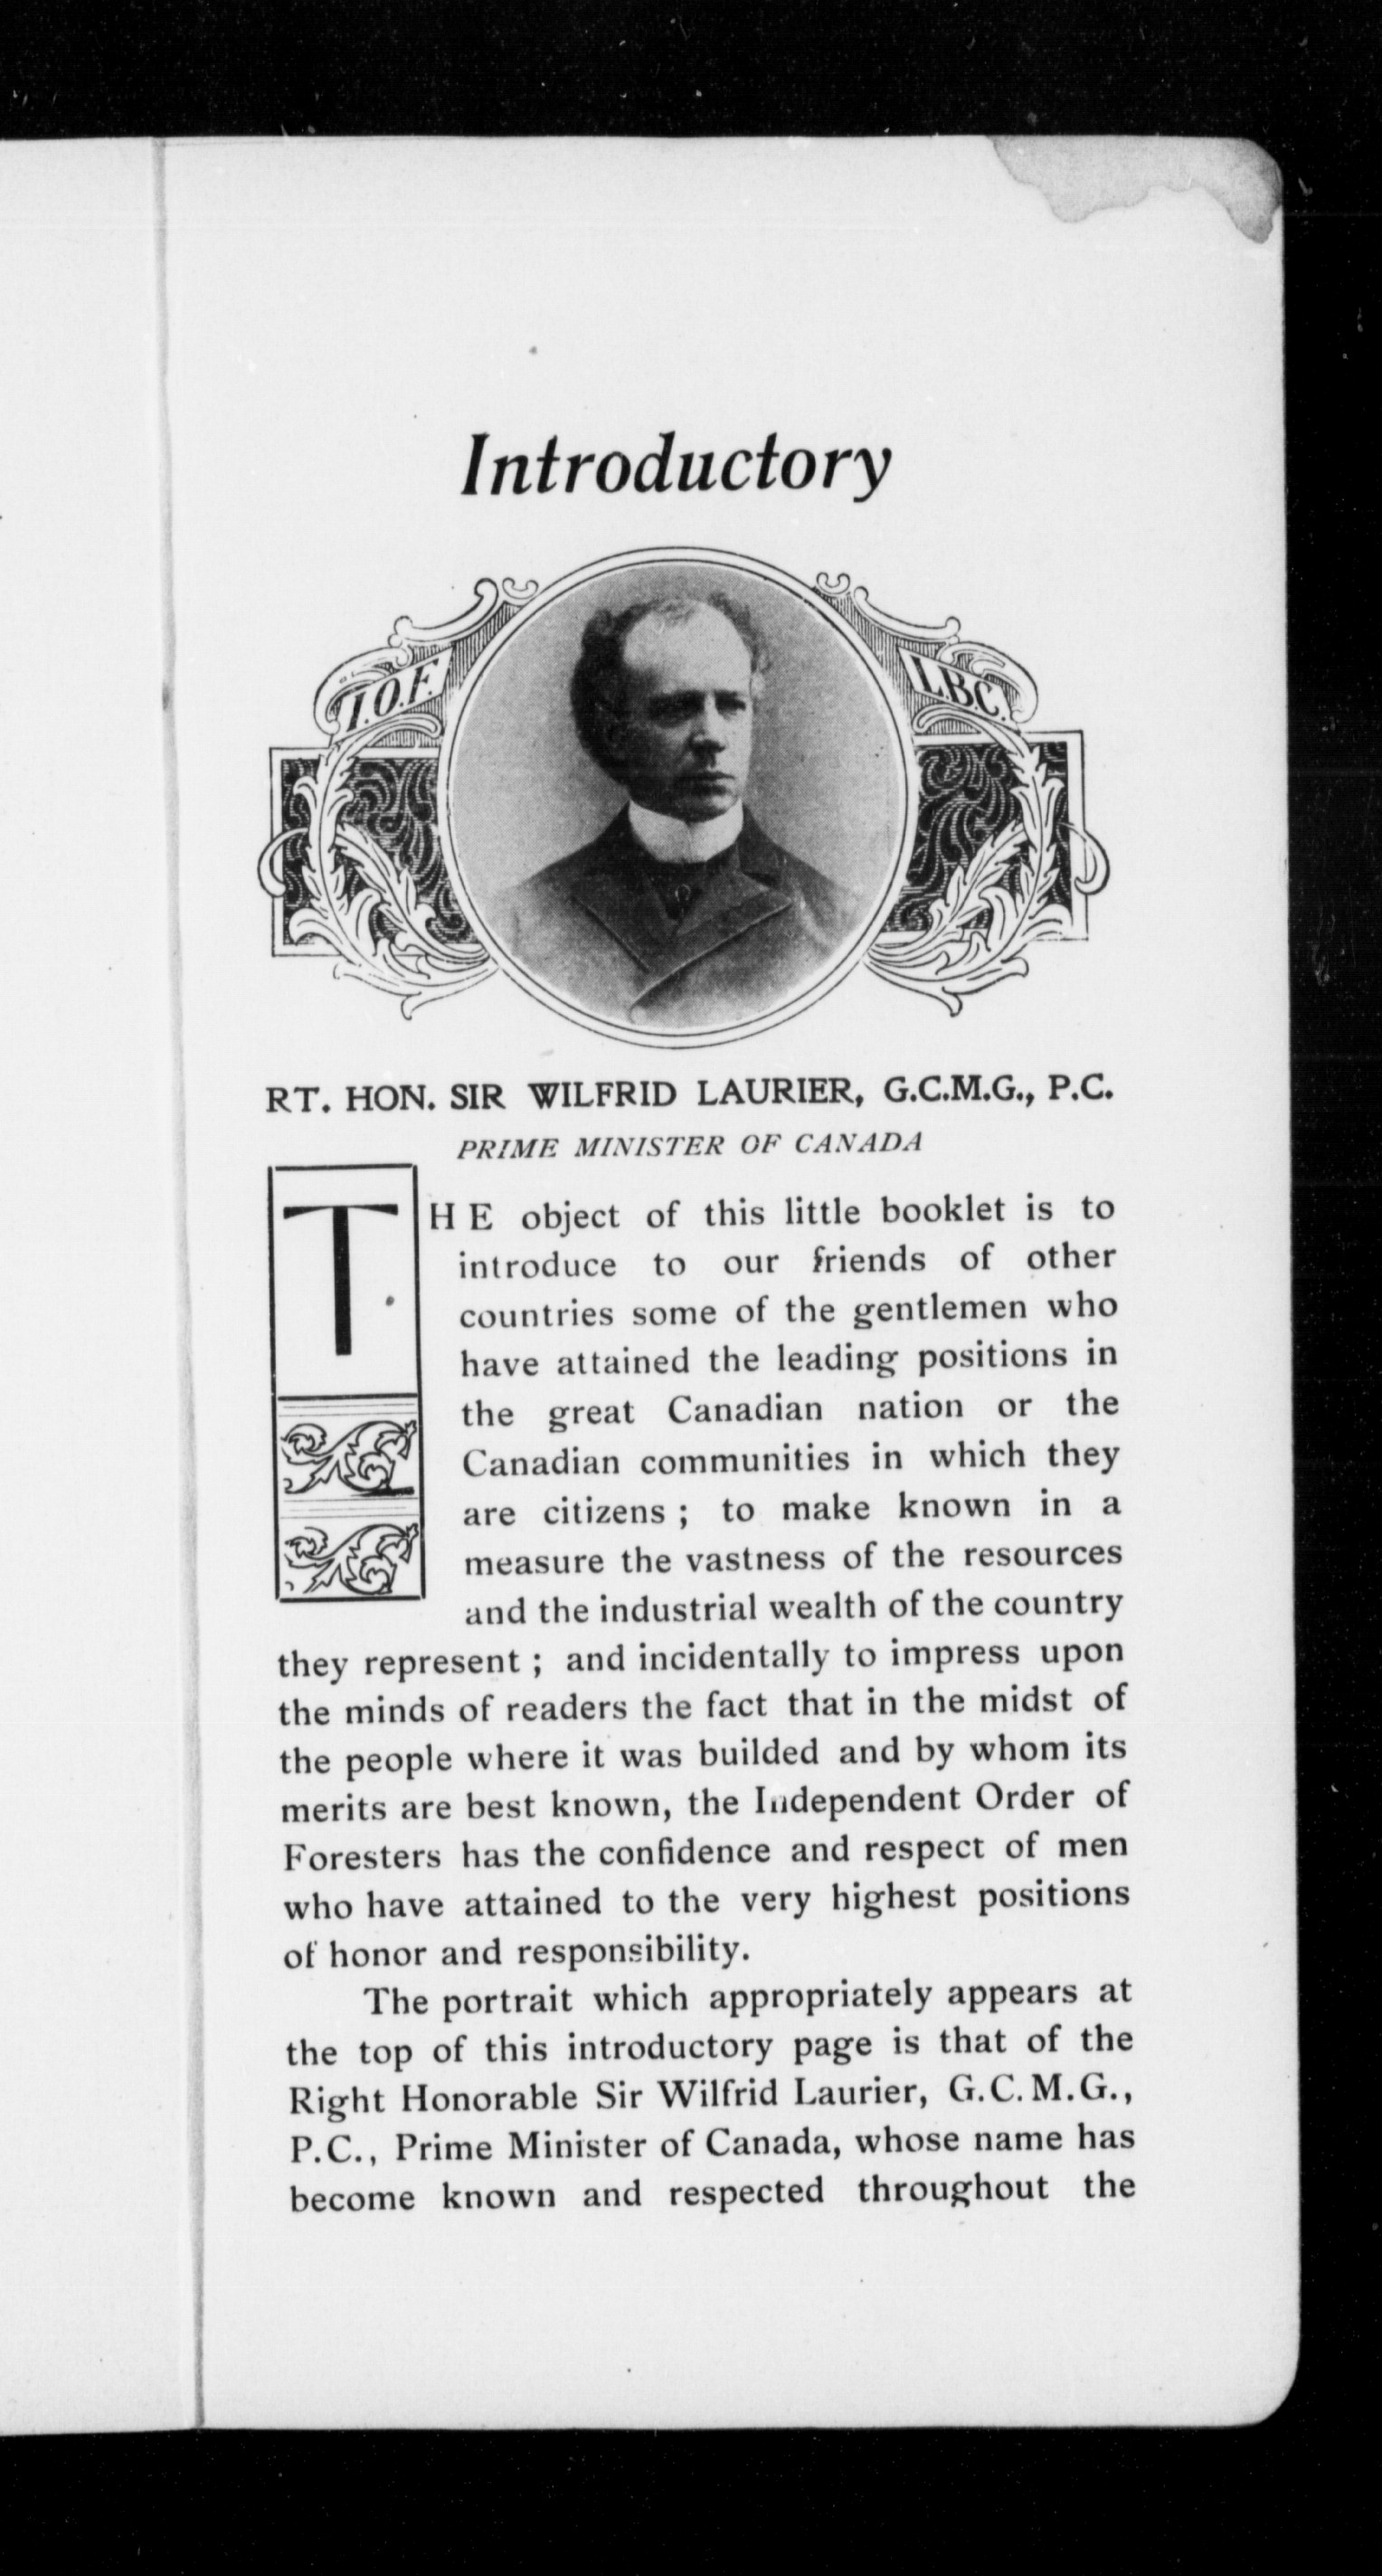 Introductory
I.O.F.
L.B.C.
RT. HON. SIR WILFRID LAURIER, G.C.M.G., P.C.
PRIME MINISTER OF CANADA
THE object of this little booklet is to
introduce to our friends of other
countries some of the gentlemen who
have attained the leading positions in
the great Canadian nation or the
Canadian communities in which they
are citizens ; to make known in a
measure the vastness of the resources
and the industrial wealth of the country
they represent ; and incidentally to impress upon
the minds of readers the fact that in the midst of
the people where it was builded and by whom its
merits are best known, the Independent Order of
Foresters has the confidence and respect of men
who have attained to the very highest positions
of honor and responsibility.
The portrait which appropriately appears at
the top of this introductory page is that of the
Right Honorable Sir Wilfrid Laurier, G.C.M.G.,
P.C., Prime Minister of Canada, whose name has
become known and respected throughout the